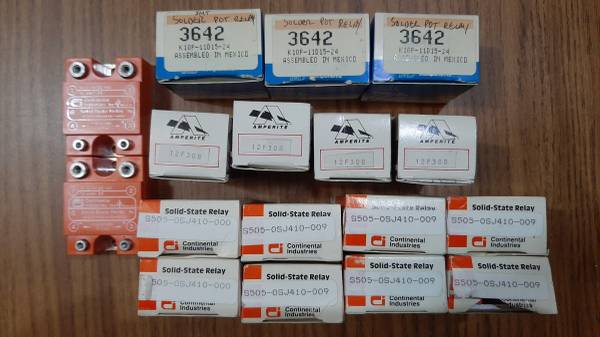 SMT
SOLDER POT RELAY
3642
K10P-11D15-24
ASSEMBLED IN MEXICO
SOLDER POT RELAY
3642
K10P-11D15-24
ASSEMBLED IN MEXICO
SOLDER POT RELAY
3642
K10P-11D15-24
ASSEMBLED IN MEXICO
AMPERITE
12F30B
AMPERITE
12F30B
AMPERITE
12F30B
AMPERITE
12F30B
Continental
Industries
Continental
Solid-State Relay
S505-0SJ410-000
Continental
Industries
Solid-State Relay
S505-0SJ410-009
Continental
Industries
Solid-State Relay
S505-0SJ410-009
Continental
Industries
Solid-State Relay
S505-0SJ410-009
Continental
Industries
Solid-State Relay
S505-0SJ410-000
Continental
Industries
Solid-State Relay
S505-0SJ410-009
Continental
Industries
Solid-State Relay
S505-0SJ410-009
Continental
Industries
Solid-State Relay
S505-0SJ410-009
Continental
Industries